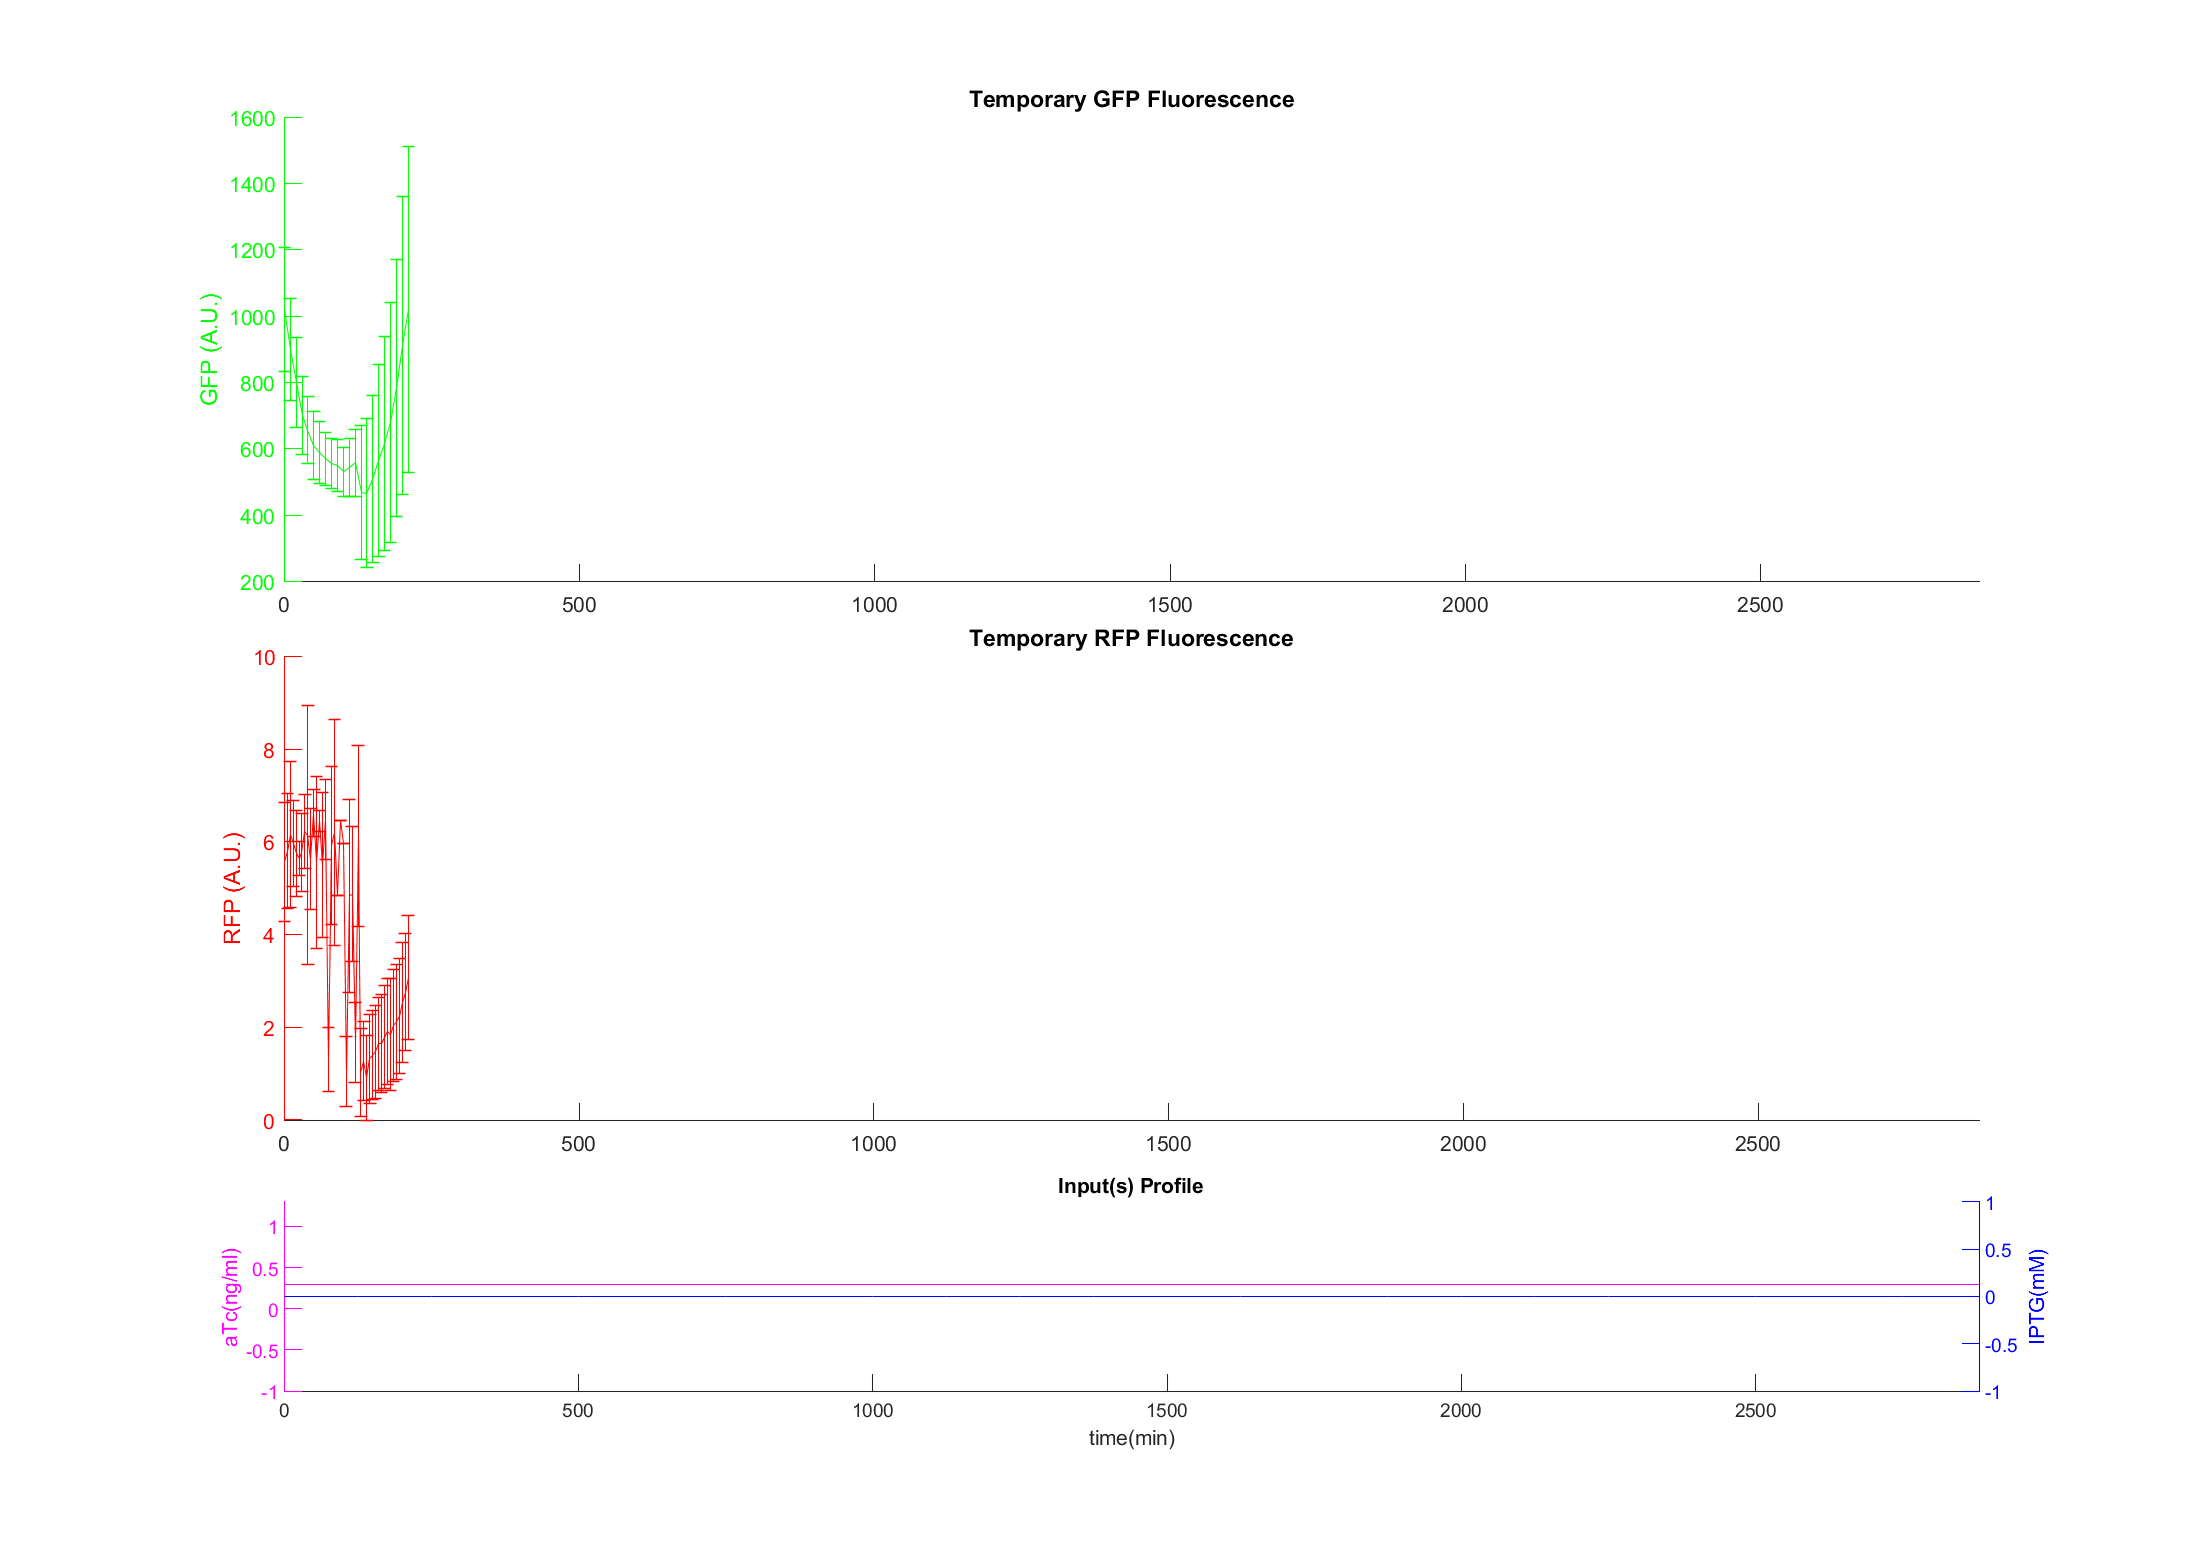 Temporary GFP Fluorescence
1600
1400
1200
1000
800
600
400
200
GFP (A.U.)
0 500 1000 1500 2000 2500
Temporary RFP Fluorescence
10
8
6
4
2
0
RFP (A.U.)
0 500 1000 1500 2000 2500
Input(s) Profile
1
0.5
0
-0.5
-1
aTc(ng/ml)
1
0.5
0
-0.5
-1
IPTG(mM)
0 500 1000 1500 2000 2500
time(min)